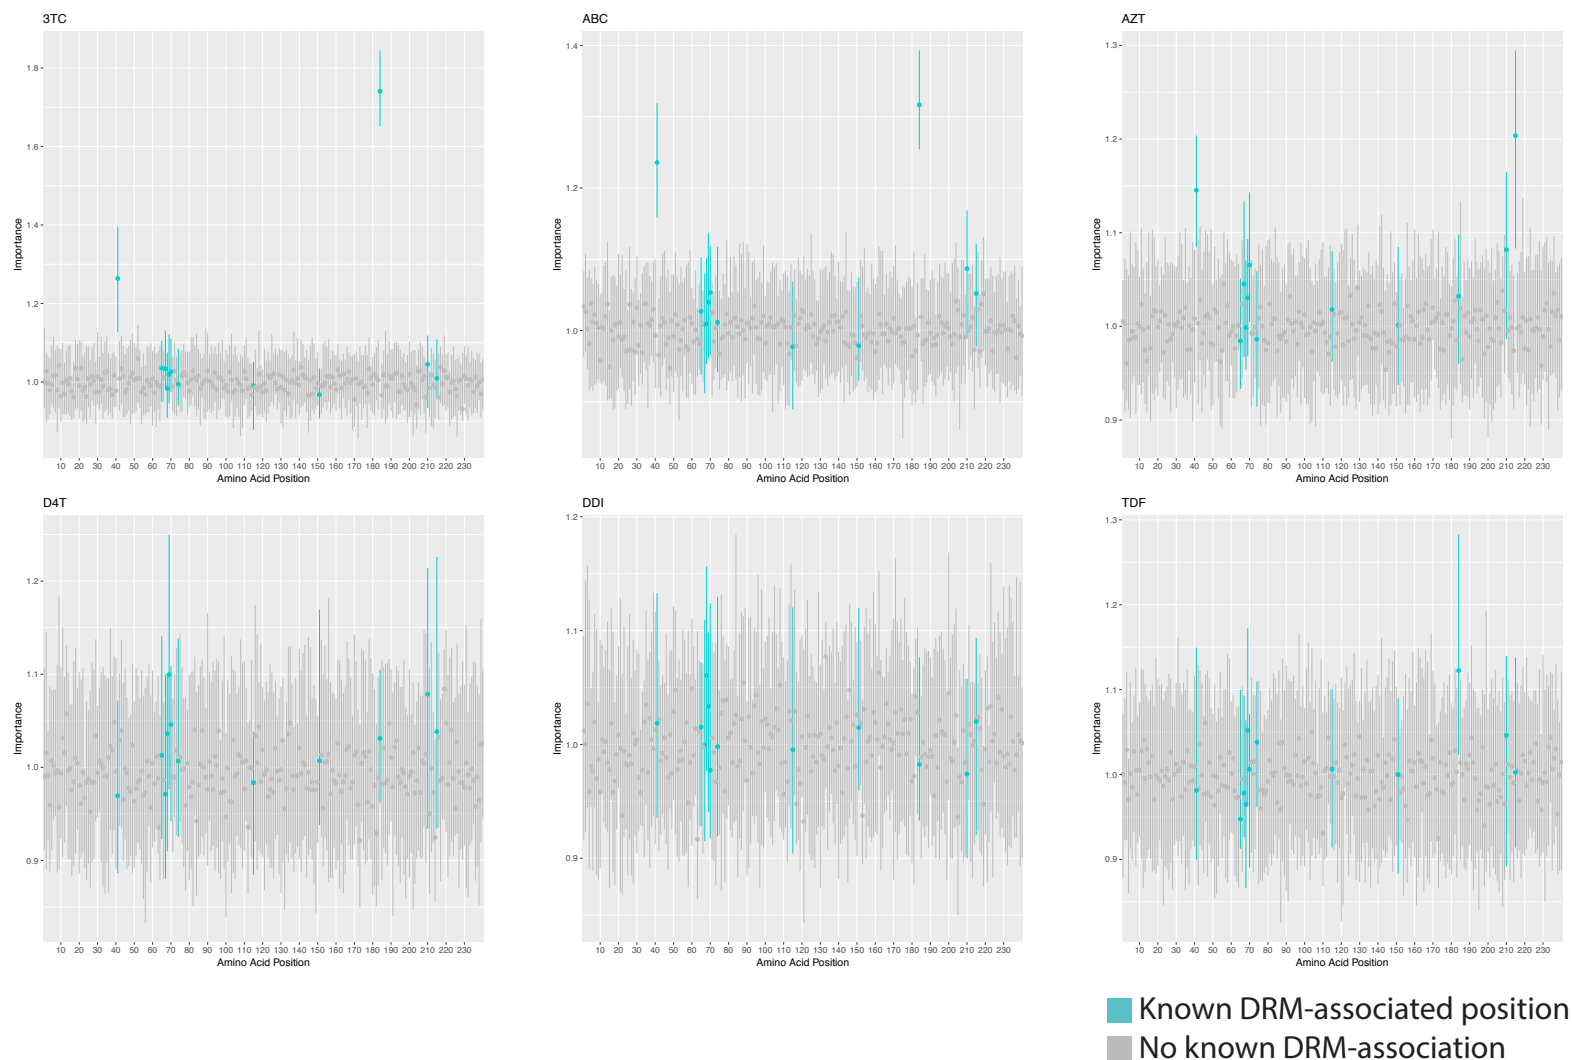 3TC
ABC
AZT
1.8
1.6
1.4
1.2
1.0
Importance
10 20 30 40 50 60 70 80 90 100 110 120 130 140 150 160 170 180 190 200 210 220 230
Amino Acid Position
1.4
1.2
1.0
Importance
10 20 30 40 50 60 70 80 90 100 110 120 130 140 150 160 170 180 190 200 210 220 230
Amino Acid Position
1.3
1.2
1.1
1.0
0.9
Importance
10 20 30 40 50 60 70 80 90 100 110 120 130 140 150 160 170 180 190 200 210 220 230
Amino Acid Position
D4T
DDI
TDF
1.2
1.1
1.0
0.9
Importance
10 20 30 40 50 60 70 80 90 100 110 120 130 140 150 160 170 180 190 200 210 220 230
Amino Acid Position
1.2
1.1
1.0
0.9
Importance
10 20 30 40 50 60 70 80 90 100 110 120 130 140 150 160 170 180 190 200 210 220 230
Amino Acid Position
1.3
1.2
1.1
1.0
0.9
Importance
10 20 30 40 50 60 70 80 90 100 110 120 130 140 150 160 170 180 190 200 210 220 230
Amino Acid Position
Known DRM-associated position
No known DRM-association